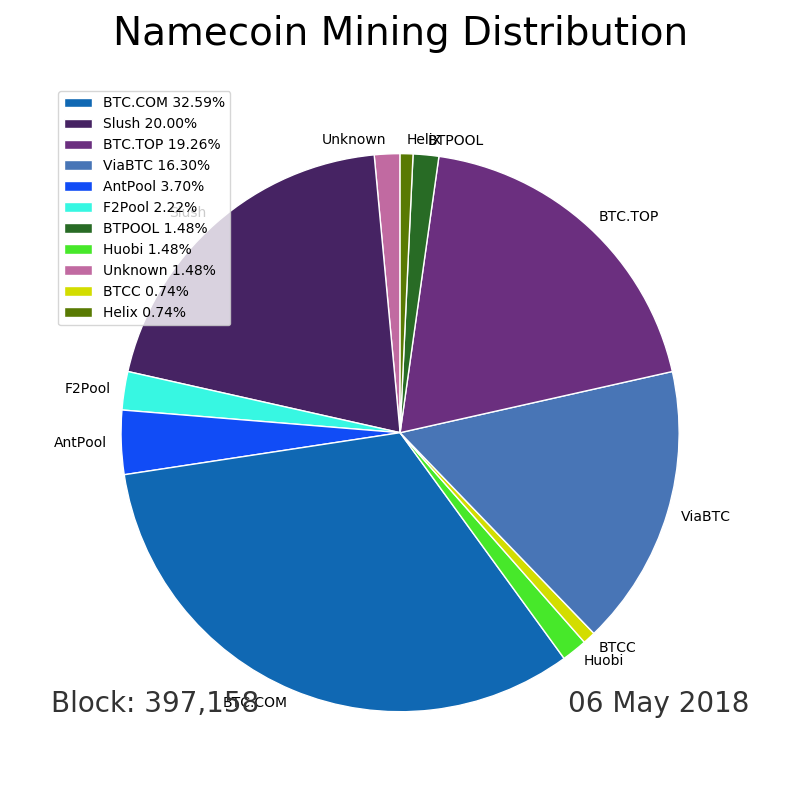 Namecoin Mining Distribution
BTC.COM 32.59%
Slush 20.00%
BTC.TOP 19.26%
ViaBTC 16.30%
AntPool 3.70%
F2Pool 2.22%
BTPOOL 1.48%
Huobi 1.48%
Unknown 1.48%
BTCC 0.74%
Helix 0.74%
Unknown
Helix
BTPOOL
Slush
BTC.TOP
F2Pool
AntPool
ViaBTC
BTCC
Huobi
BTC.COM
Block: 397,158
06 May 2018